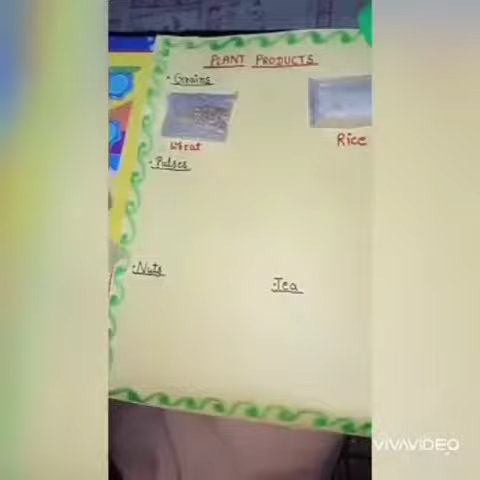 PLANT PRODUCTS
• Grains
Wheat
Rice
• Pulses
• Nuts
• Tea
VIVAVIDEO